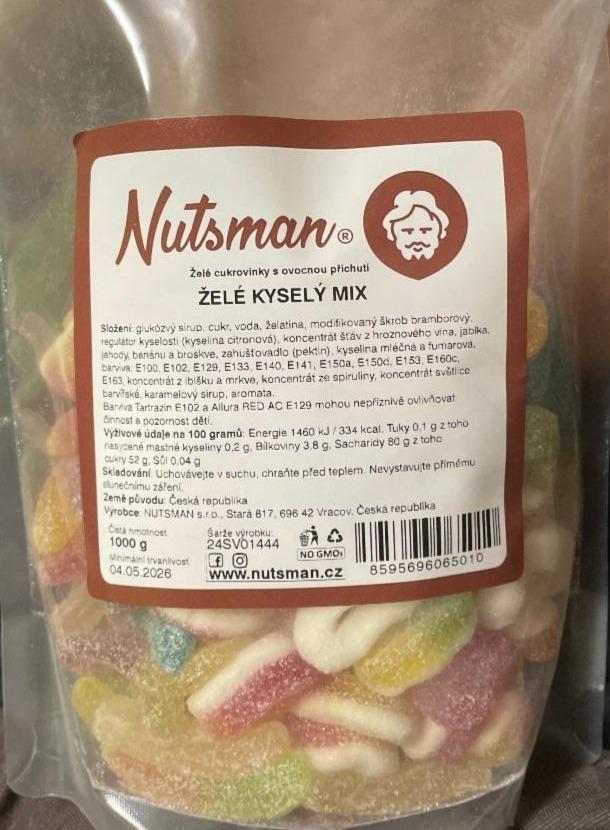 Nutsman®
Želé cukrovinky s ovocnou příchutí
ŽELÉ KYSELÝ MIX
Složení: glukózvý sirup, cukr, voda, želatina, modifikovaný škrob bramborový,
regulátor kyselosti (kyselina citronová), koncentrát šťáv z hroznového vína, jablka,
jahody, banánu a broskve, zahušťovadlo (pektin), kyselina mléčná a fumarová,
barviva: E100, E102, E129, E133, E140, E141, E150a, E150d, E153, E160c,
E163, koncentrát z ibišku a mrkve, koncentrát ze spiruliny, koncentrát světlice
barvířské, karamelový sirup, aromata.
Barviva Tartrazin E102 a Allura RED AC E129 mohou nepříznivě ovlivňovat
činnost a pozornost dětí.
Výživové údaje na 100 gramů: Energie 1460 kJ / 334 kcal. Tuky 0,1 g z toho
nasycené mastné kyseliny 0,2 g, Bílkoviny 3,8 g, Sacharidy 80 g z toho
cukry 52 g, Sůl 0,04 g
Skladování: Uchovávejte v suchu, chraňte před teplem. Nevystavujte přímému
slunečnímu záření.
Země původu: Česká republika
Výrobce: NUTSMAN s.r.o., Stará 817, 696 42 Vracov, Česká republika
Čistá hmotnost
1000 g
Minimální trvanlivost
04.05.2026
Šarže výrobku:
24SV01444
NO GMO!
www.nutsman.cz
8595696065010